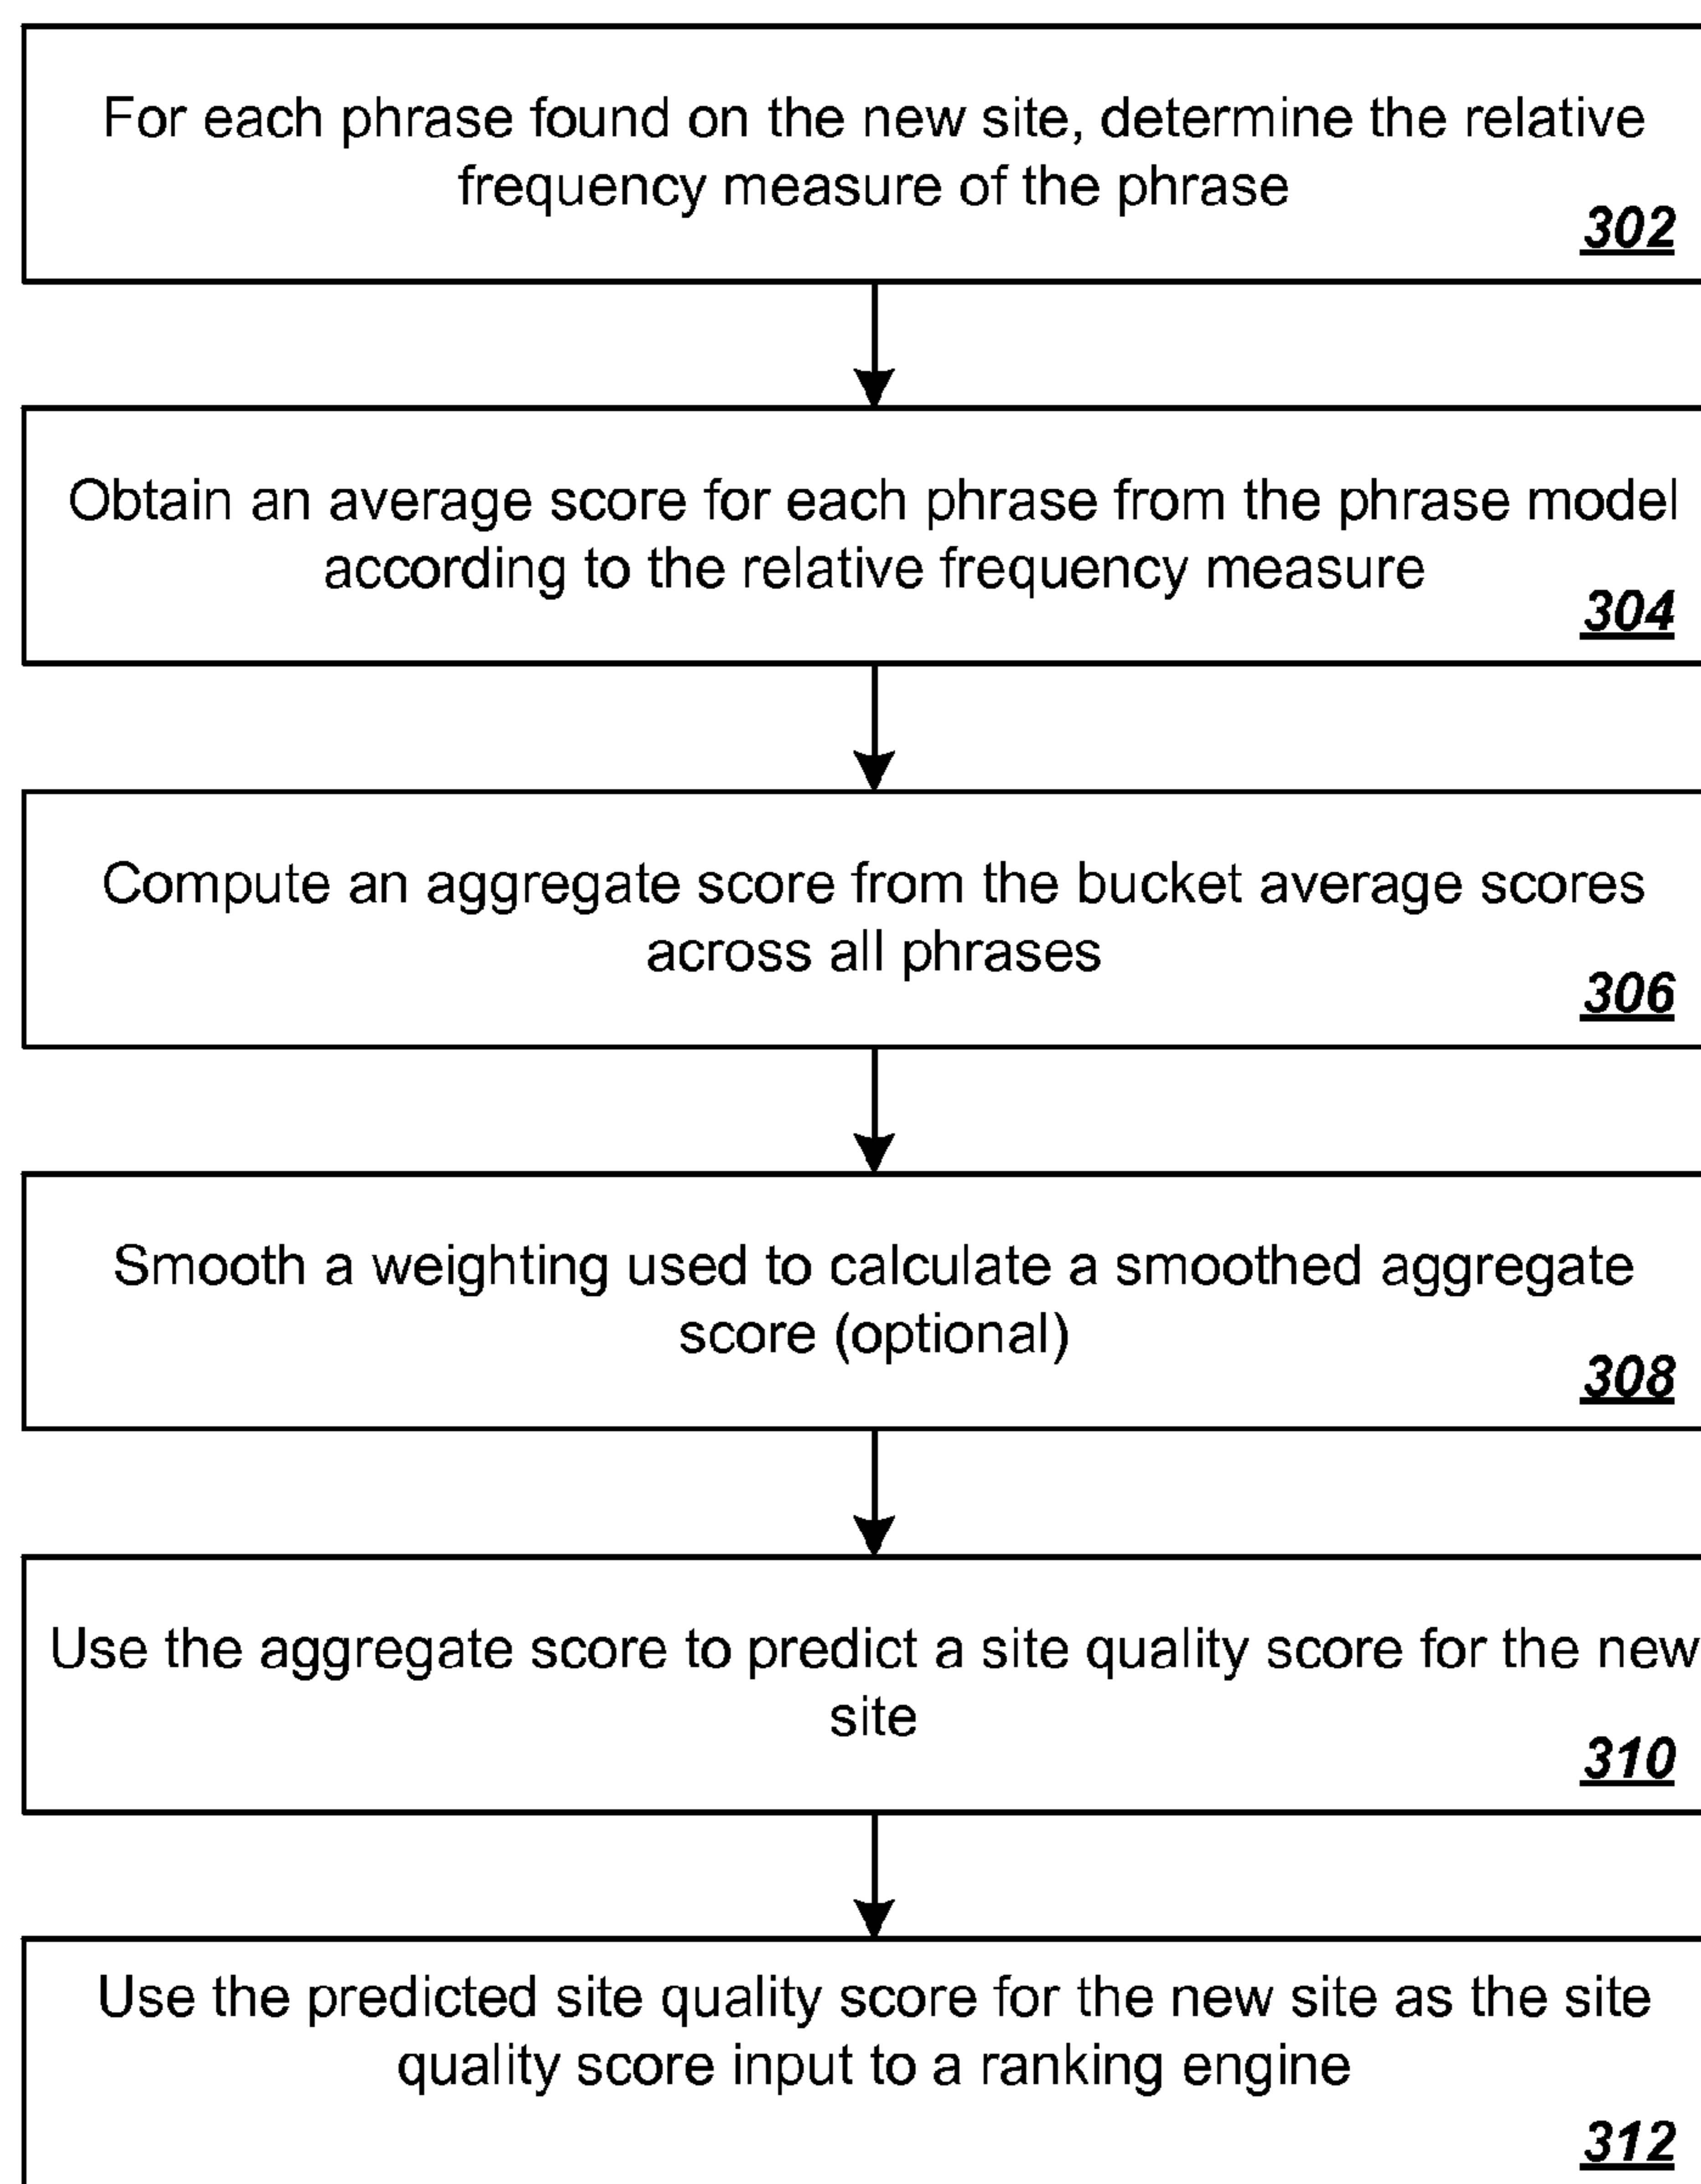 For each phrase found on the new site, determine the relative
frequency measure of the phrase
302
Obtain an average score for each phrase from the phrase model
according to the relative frequency measure
304
Compute an aggregate score from the bucket average scores
across all phrases
306
Smooth a weighting used to calculate a smoothed aggregate
score (optional)
308
Use the aggregate score to predict a site quality score for the new
site
310
Use the predicted site quality score for the new site as the site
quality score input to a ranking engine
312